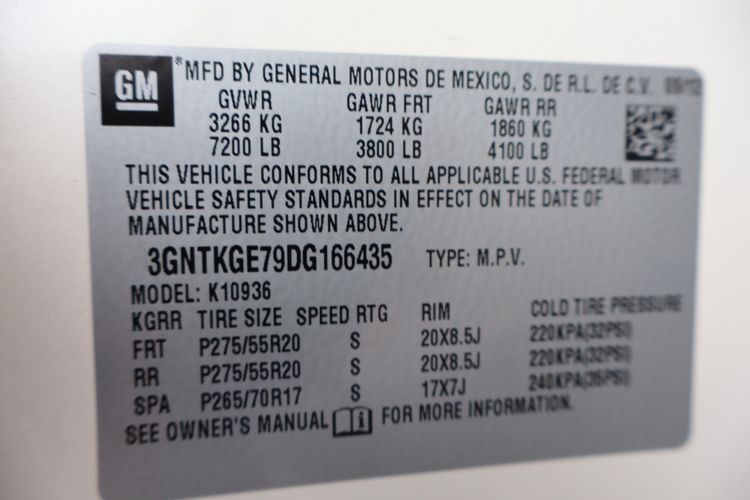 GM
*MFD BY GENERAL MOTORS DE MEXICO, S. DE R.L. DE C.V.
GVWR GAWR FRT GAWR RR
3266 KG 1724 KG 1860 KG
7200 LB 3800 LB 4100 LB
THIS VEHICLE CONFORMS TO ALL APPLICABLE U.S. FEDERAL MOTOR
VEHICLE SAFETY STANDARDS IN EFFECT ON THE DATE OF
MANUFACTURE SHOWN ABOVE.
3GNTKGE79DG166435 TYPE: M.P.V.
MODEL: K10936
KGRR TIRE SIZE SPEED RTG RIM COLD TIRE PRESSURE
FRT P275/55R20 S 20X8.5J 220KPA(32PSI)
RR P275/55R20 S 20X8.5J 220KPA(32PSI)
SPA P265/70R17 S 17X7J 240KPA(35PSI)
SEE OWNER'S MANUAL FOR MORE INFORMATION.